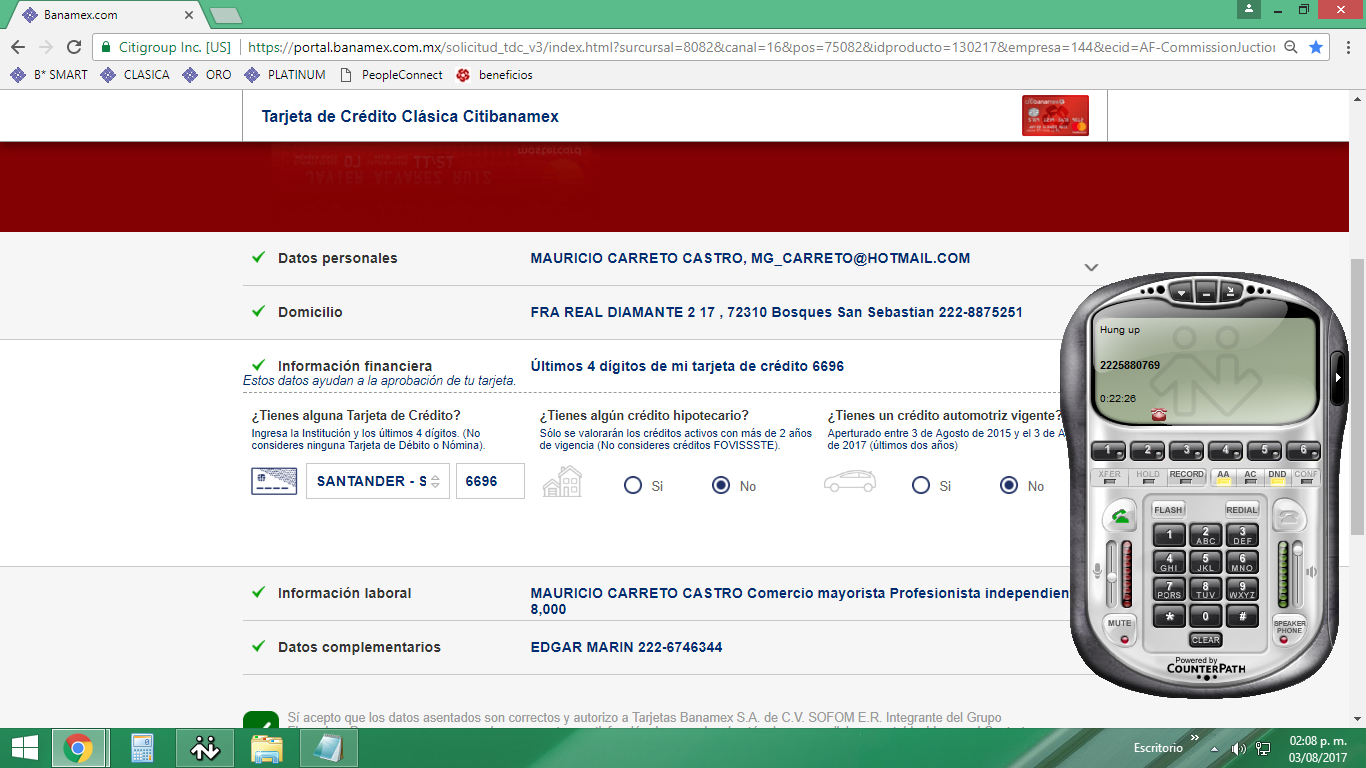 Banamex.com
Citigroup Inc. [US]
https://portal.banamex.com.mx/solicitud_tdc_v3/index.html?surcursal=8082&canal=16&pos=75082&idproducto=130217&empresa=144&ecid=AF-CommissionJuction
B* SMART
CLASICA
ORO
PLATINUM
PeopleConnect
beneficios
Tarjeta de Crédito Clásica Citibanamex
Datos personales
MAURICIO CARRETO CASTRO, MG_CARRETO@HOTMAIL.COM
Domicilio
FRA REAL DIAMANTE 2 17 , 72310 Bosques San Sebastian 222-8875251
Información financiera
Últimos 4 dígitos de mi tarjeta de crédito 6696
Estos datos ayudan a la aprobación de tu tarjeta.
¿Tienes alguna Tarjeta de Crédito?
Ingresa la Institución y los últimos 4 dígitos. (No
consideres ninguna Tarjeta de Débito o Nómina).
SANTANDER - S
6696
¿Tienes algún crédito hipotecario?
Sólo se valorarán los créditos activos con más de 2 años
de vigencia (No consideres créditos FOVISSSTE).
Si
No
¿Tienes un crédito automotriz vigente?
Aperturado entre 3 de Agosto de 2015 y el 3 de A
de 2017 (últimos dos años)
Si
No
Información laboral
MAURICIO CARRETO CASTRO Comercio mayorista Profesionista independien
8,000
Datos complementarios
EDGAR MARIN 222-6746344
Sí acepto que los datos asentados son correctos y autorizo a Tarjetas Banamex S.A. de C.V. SOFOM E.R. Integrante del Grupo
Hung up
2225880769
0:22:26
1 2 3 4 5 6
XFER HOLD RECORD AA AC DND CONF
FLASH REDIAL
1 2 ABC 3 DEF
4 GHI 5 JKL 6 MNO
7 PQRS 8 TUV 9 WXYZ
* 0 #
MUTE
CLEAR
SPEAKER PHONE
Powered by
COUNTERPATH
Escritorio
02:08 p. m.
03/08/2017